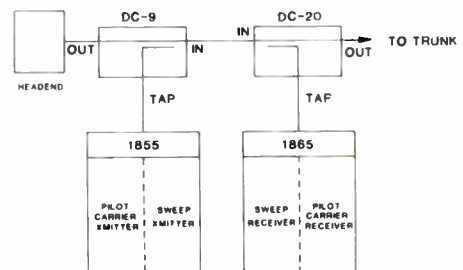 DC-9
DC-20
OUT
IN
IN
OUT
TO TRUNK
HEADEND
TAP
TAP
1855
1865
PILOT
CARRIER
XMITTER
SWEEP
XMITTER
SWEEP
RECEIVER
PILOT
CARRIER
RECEIVER